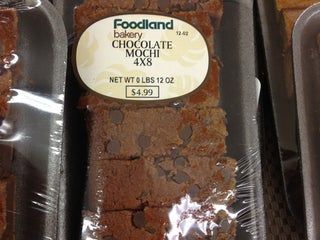 Foodland
bakery 12-02
CHOCOLATE
MOCHI
4X8
NET WT 0 LBS 12 OZ
$4.99